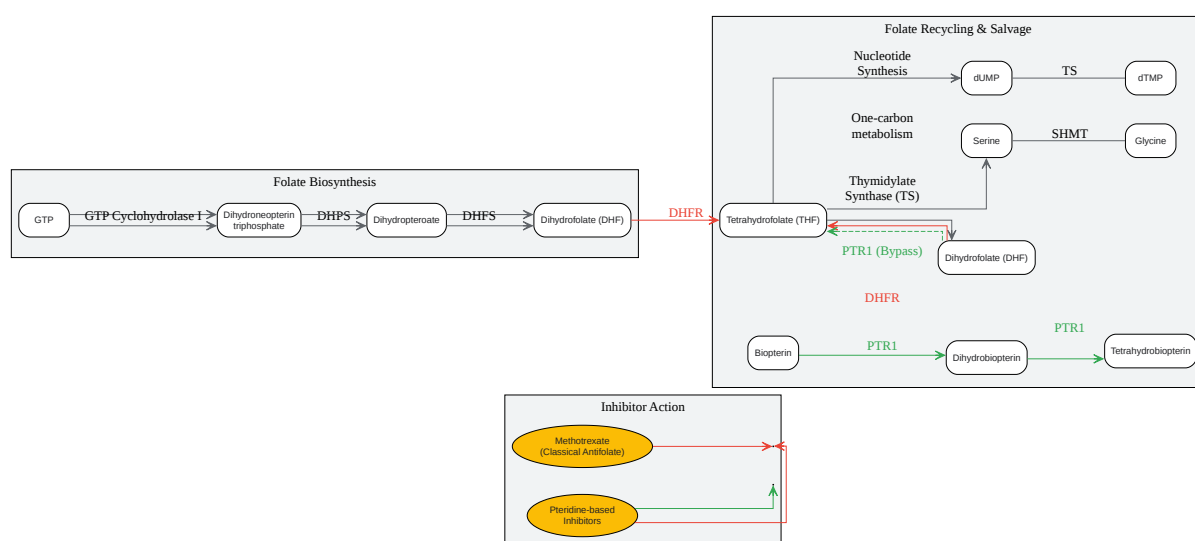 Folate Recycling & Salvage
Nucleotide
Synthesis
dUMP
TS
dTMP
One-carbon
metabolism
Serine
SHMT
Glycine
Folate Biosynthesis
Thymidylate
Synthase (TS)
GTP
GTP Cyclohydrolase I
Dihydroneopterin
triphosphate
DHPS
Dihydropteroate
DHFS
Dihydrofolate (DHF)
DHFR
Tetrahydrofolate (THF)
PTR1 (Bypass)
Dihydrofolate (DHF)
DHFR
Biopterin
PTR1
Dihydrobiopterin
PTR1
Tetrahydrobiopterin
Inhibitor Action
Methotrexate
(Classical Antifolate)
Pteridine-based
Inhibitors